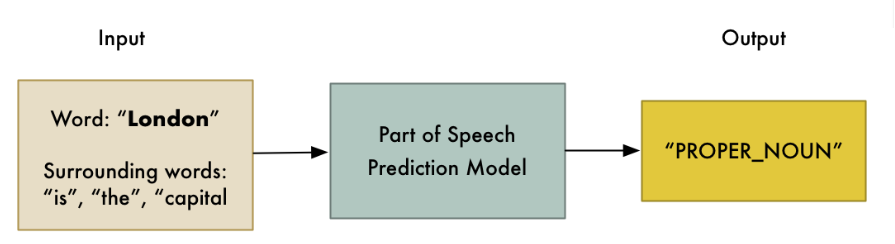 Input
Output
Word: “London”
Surrounding words:
“is”, “the”, “capital
Part of Speech
Prediction Model
“PROPER_NOUN”